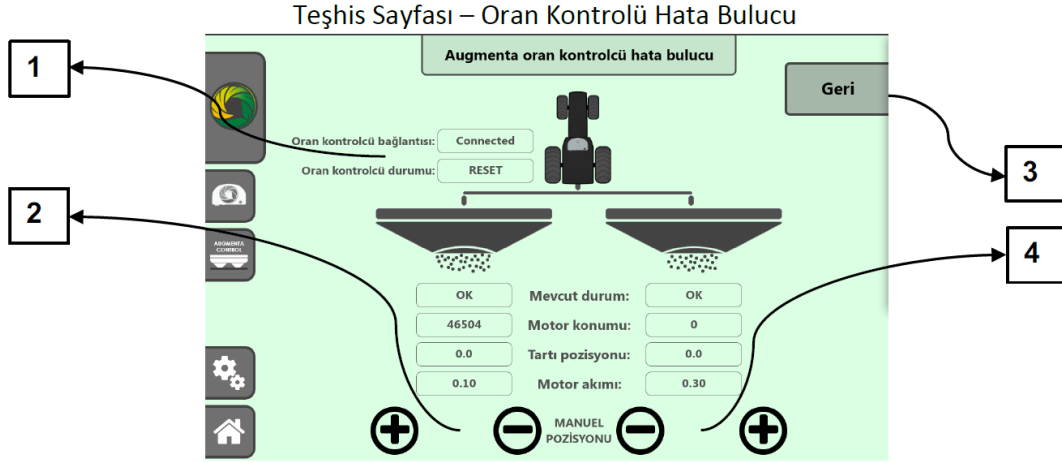 Teşhis Sayfası – Oran Kontrolü Hata Bulucu
1
Augmenta oran kontrolcü hata bulucu
Geri
Oran kontrolcü bağlantısı: Connected
Oran kontrolcü durumu: RESET
3
2
AUGMENTA
CONTROL
4
OK Mevcut durum: OK
46504 Motor konumu: 0
0.0 Tartı pozisyonu: 0.0
0.10 Motor akımı: 0.30
MANUEL
POZİSYONU